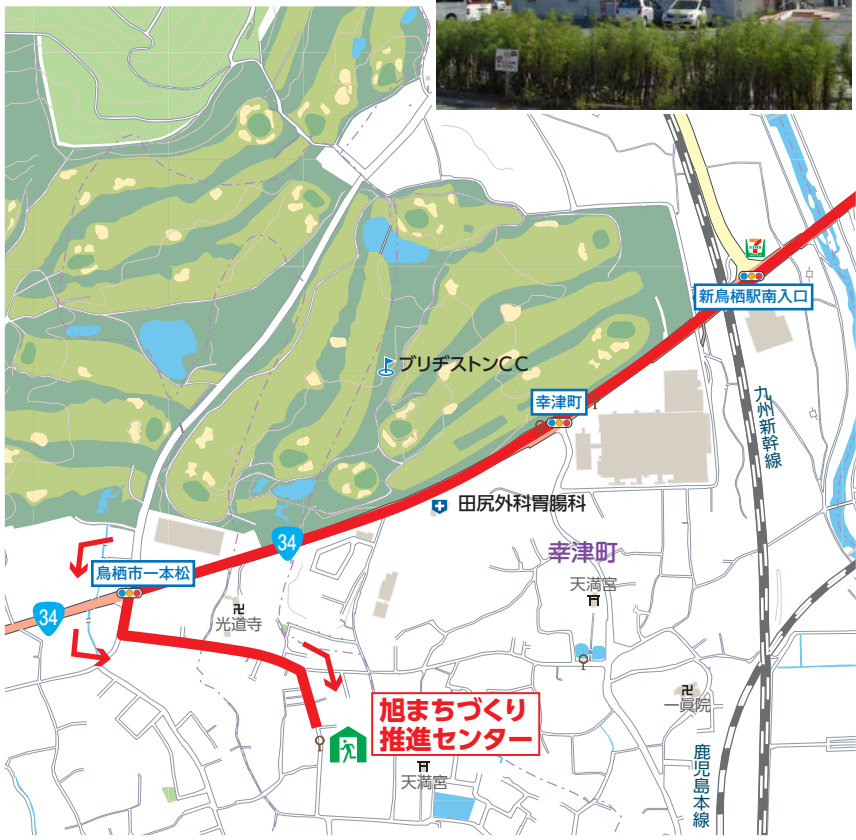 新鳥栖駅南入口
ブリヂストンCC
幸津町
九州新幹線
田尻外科胃腸科
34
幸津町
鳥栖市一本松
天満宮
34
光道寺
一眞院
旭まちづくり
推進センター
天満宮
鹿児島本線